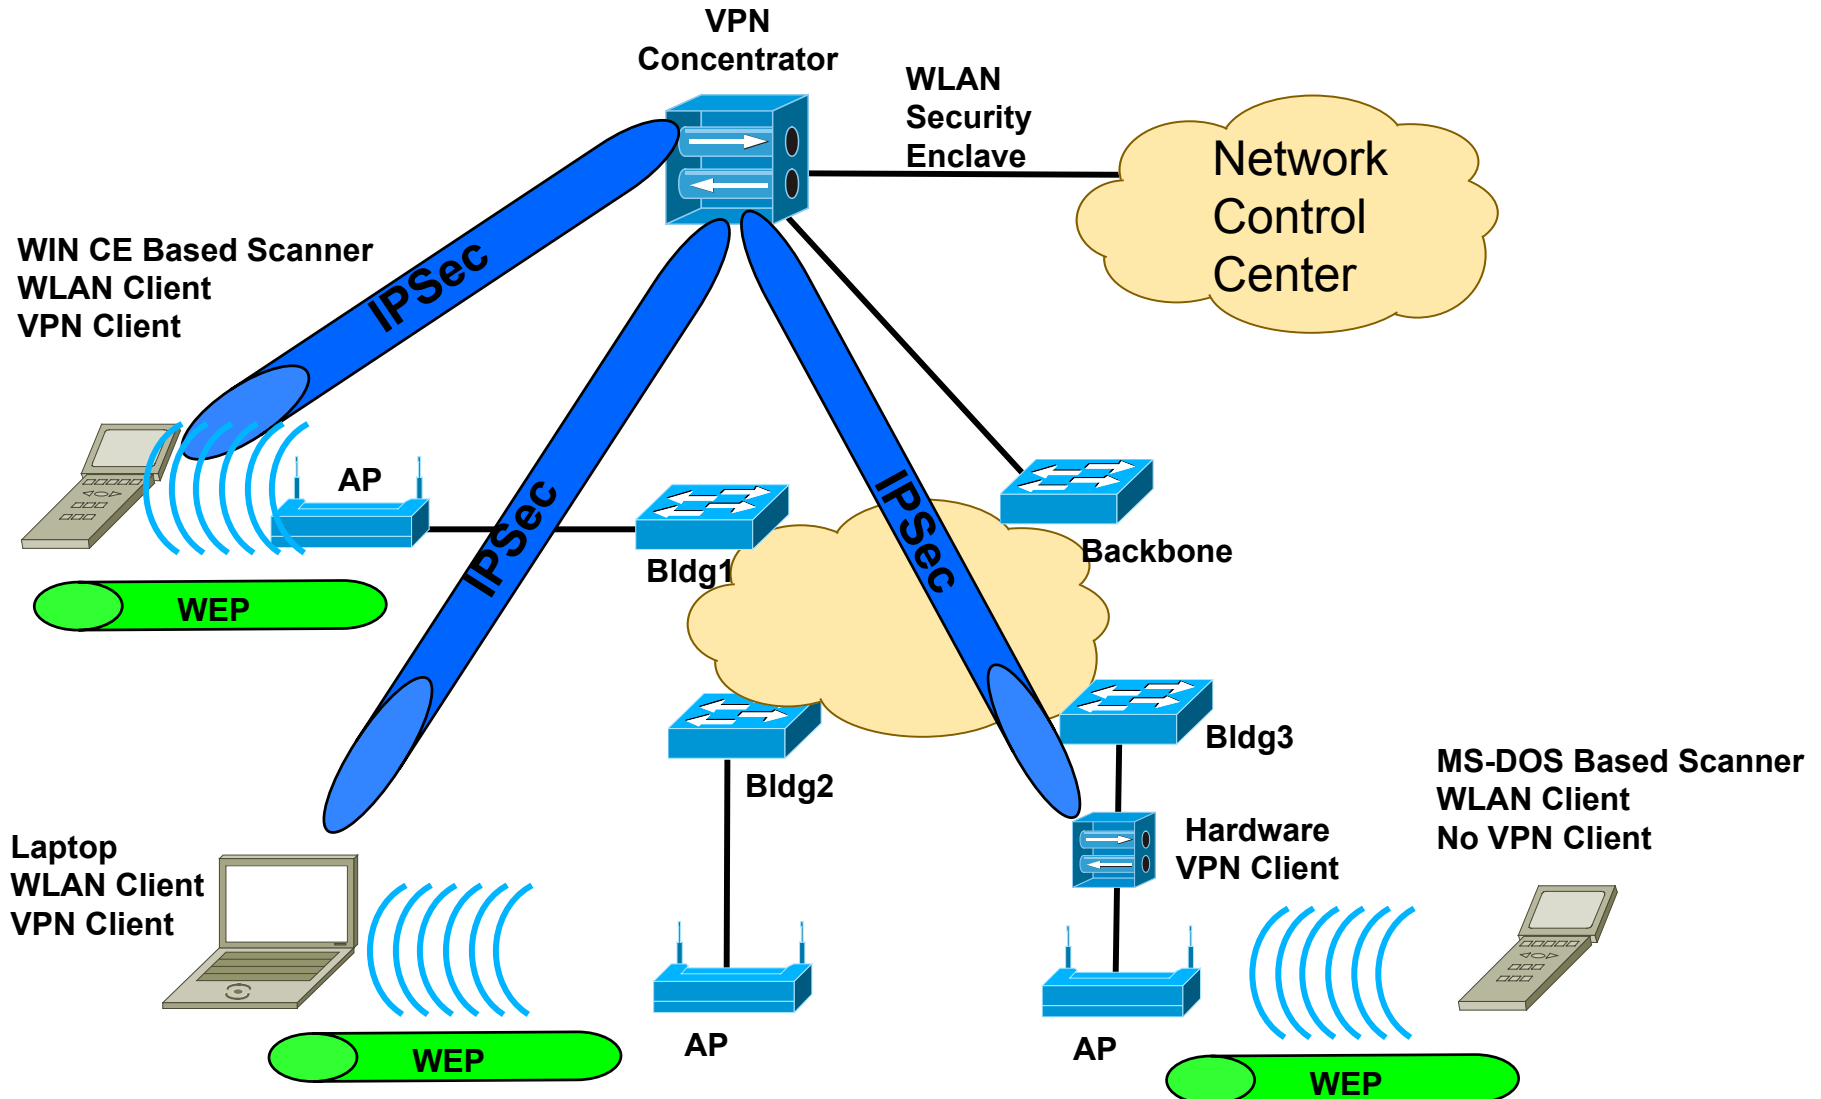 VPN
Concentrator
WLAN
Security
Enclave
Network
Control
Center
WIN CE Based Scanner
WLAN Client
VPN Client
IPSec
IPSec
IPSec
AP
Bldg1
Backbone
WEP
Bldg2
Bldg3
MS-DOS Based Scanner
WLAN Client
No VPN Client
Hardware
VPN Client
Laptop
WLAN Client
VPN Client
AP
AP
WEP
WEP